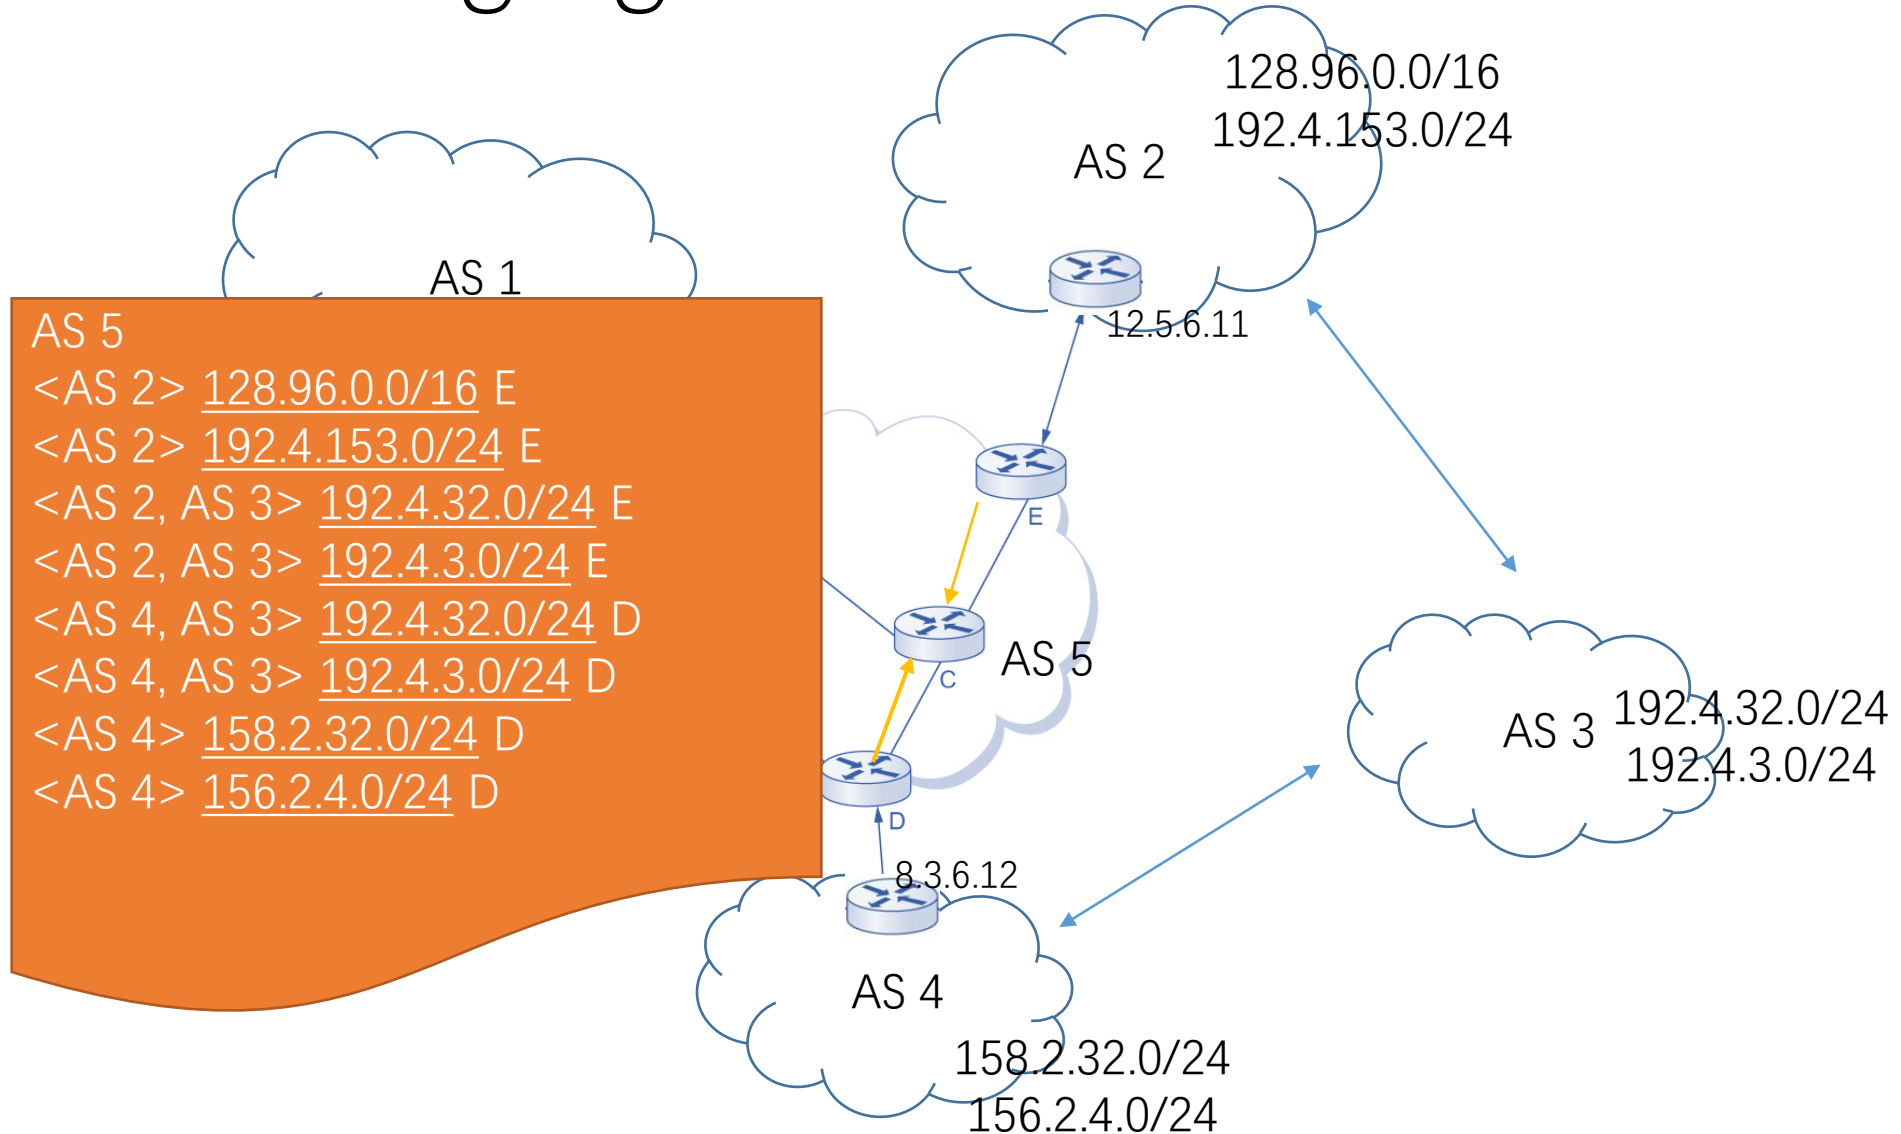 128.96.0.0/16
192.4.153.0/24
AS 2
AS 1
12.5.6.11
AS 5
<AS 2> 128.96.0.0/16 E
<AS 2> 192.4.153.0/24 E
<AS 2, AS 3> 192.4.32.0/24 E
<AS 2, AS 3> 192.4.3.0/24 E
<AS 4, AS 3> 192.4.32.0/24 D
<AS 4, AS 3> 192.4.3.0/24 D
<AS 4> 158.2.32.0/24 D
<AS 4> 156.2.4.0/24 D
E
C
AS 5
D
AS 3
192.4.32.0/24
192.4.3.0/24
8.3.6.12
AS 4
158.2.32.0/24
156.2.4.0/24